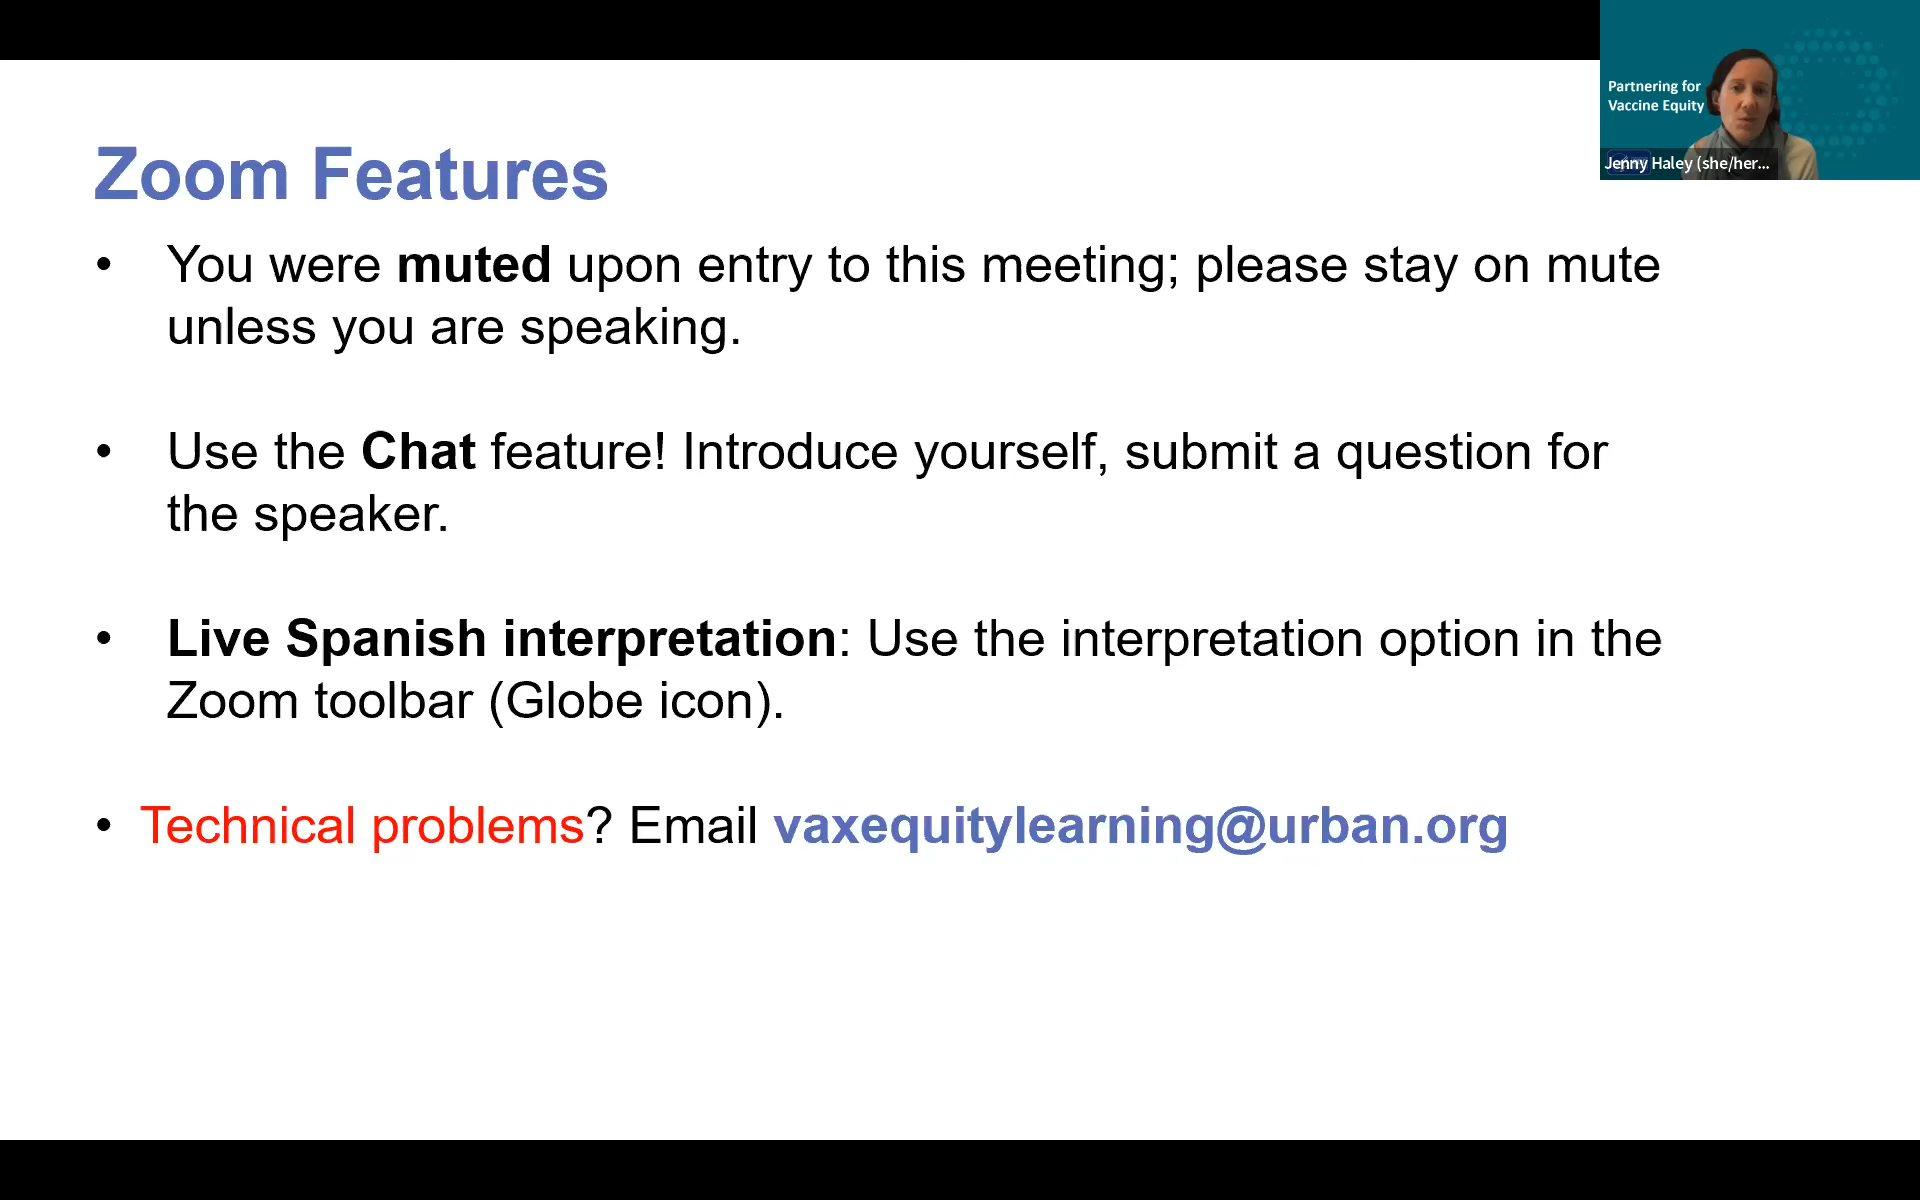 Partnering for
Vaccine Equity
Jenny Haley (she/her...
Zoom Features
• You were muted upon entry to this meeting; please stay on mute
unless you are speaking.
• Use the Chat feature! Introduce yourself, submit a question for
the speaker.
• Live Spanish interpretation: Use the interpretation option in the
Zoom toolbar (Globe icon).
• Technical problems? Email vaxequitylearning@urban.org